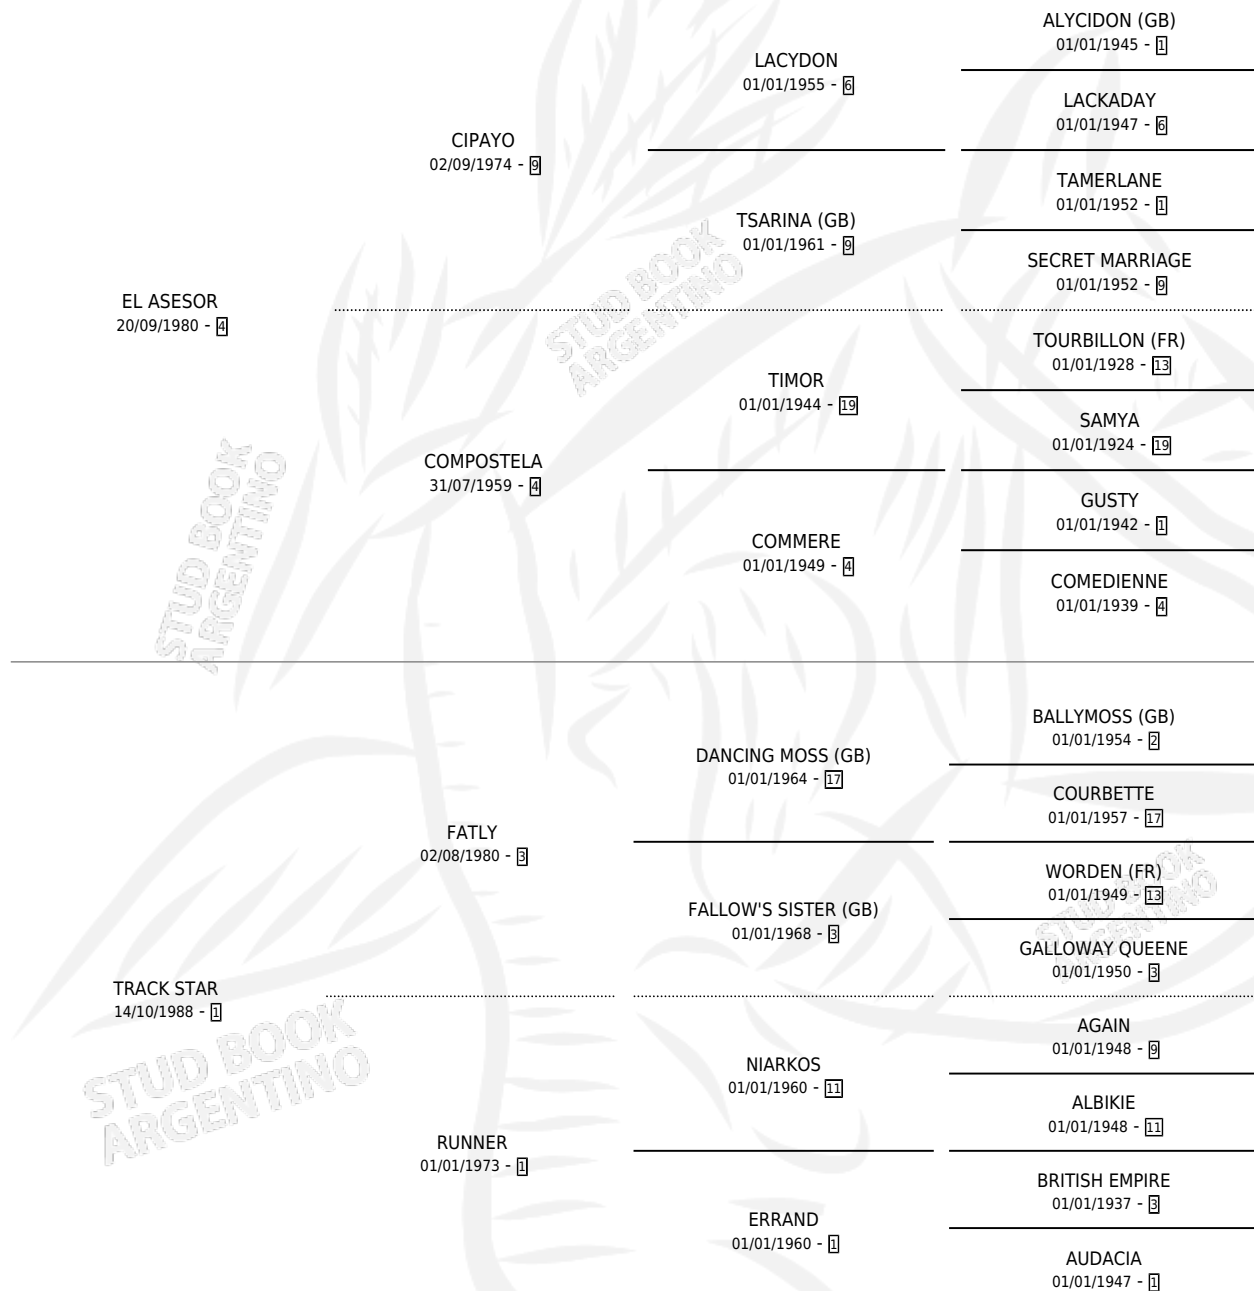 ALYCIDON (GB)
01/01/1945 - 1
LACYDON
01/01/1955 - 6
LACKADAY
01/01/1947 - 6
CIPAYO
02/09/1974 - 9
TAMERLANE
01/01/1952 - 1
TSARINA (GB)
01/01/1961 - 9
SECRET MARRIAGE
01/01/1952 - 9
EL ASESOR
20/09/1980 - 4
STUD BOOK
ARGENTINO
TOURBILLON (FR)
01/01/1928 - 13
TIMOR
01/01/1944 - 19
SAMYA
01/01/1924 - 19
COMPOSTELA
31/07/1959 - 4
GUSTY
01/01/1942 - 1
COMMERE
01/01/1949 - 4
COMEDIENNE
01/01/1939 - 4
STUD BOOK
ARGENTINO
BALLYMOSS (GB)
01/01/1954 - 2
DANCING MOSS (GB)
01/01/1964 - 17
COURBETTE
01/01/1957 - 17
FATLY
02/08/1980 - 3
WORDEN (FR)
01/01/1949 - 13
STUD BOOK
ARGENTINO
FALLOW'S SISTER (GB)
01/01/1968 - 3
GALLOWAY QUEENE
01/01/1950 - 3
TRACK STAR
14/10/1988 - 1
STUD BOOK
ARGENTINO
AGAIN
01/01/1948 - 9
NIARKOS
01/01/1960 - 11
ALBIKIE
01/01/1948 - 11
RUNNER
01/01/1973 - 1
BRITISH EMPIRE
01/01/1937 - 3
ERRAND
01/01/1960 - 1
AUDACIA
01/01/1947 - 1